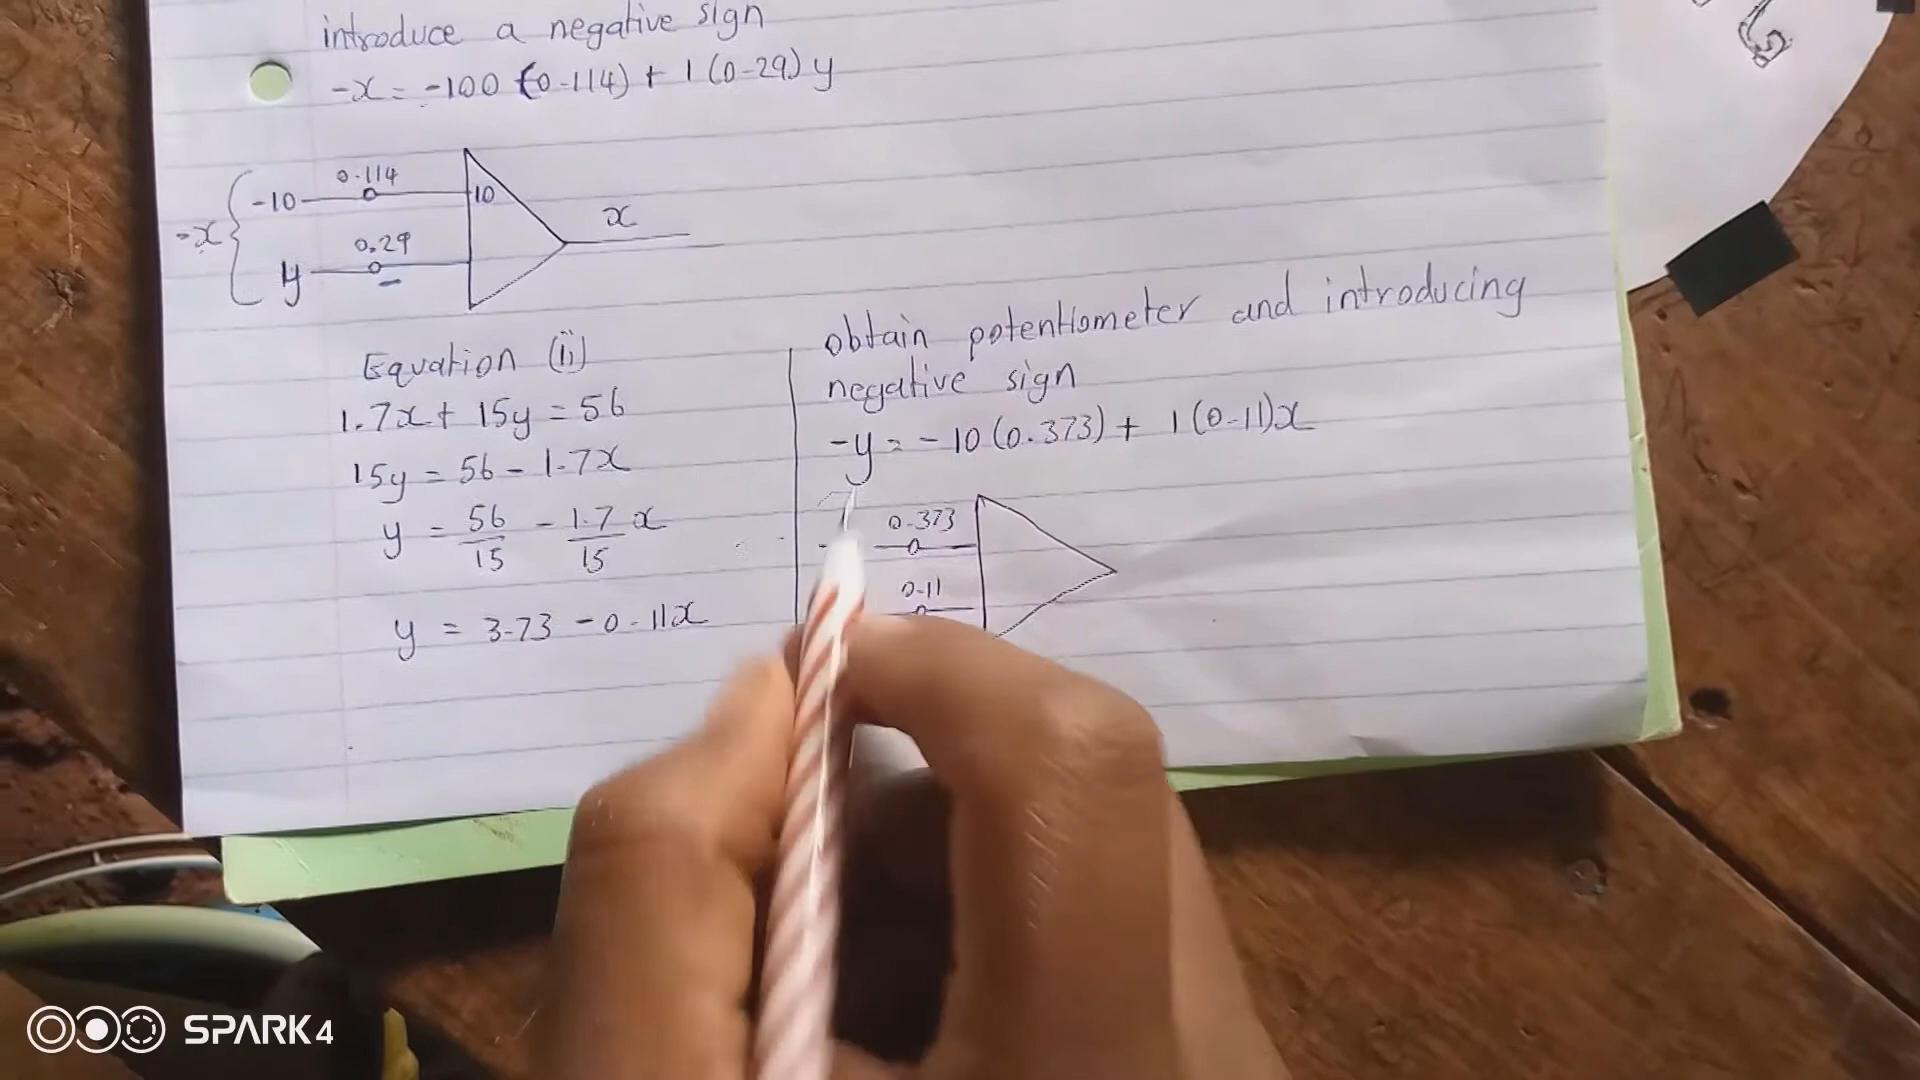 introduce a negative sign
-x = -100 (0.114) + 1 (0.29) y
0.114
-10
10
-x
x
0.29
y
Equation (ii)
1.7x + 15y = 56
15y = 56 - 1.7x
y = 56/15 - 1.7/15 x
y = 3.73 - 0.11x
obtain potentiometer and introducing
negative sign
-y = -10 (0.373) + 1 (0.11)x
0.373
0.11
SPARK 4